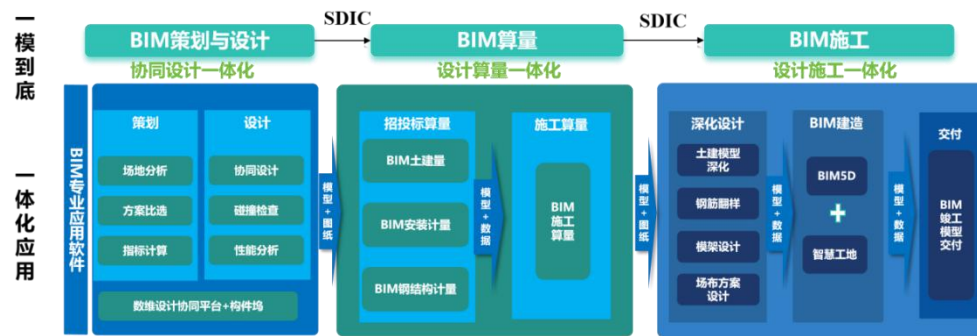 一模到底
一体化应用
SDIC
SDIC
BIM策划与设计
BIM算量
BIM施工
协同设计一体化
设计算量一体化
设计施工一体化
BIM专业应用软件
策划
场地分析
方案比选
指标计算
设计
协同设计
碰撞检查
性能分析
数维设计协同平台+构件坞
模型+图纸
招投标算量
BIM土建量
BIM安装计量
BIM钢结构计量
模型+数据
施工算量
BIM
施工
算量
模型+图纸
深化设计
土建模型
深化
钢筋翻样
模架设计
场布方案
设计
模型+数据
BIM建造
BIM5D
+
智慧工地
模型+数据
交付
BIM
竣工
模型
交付